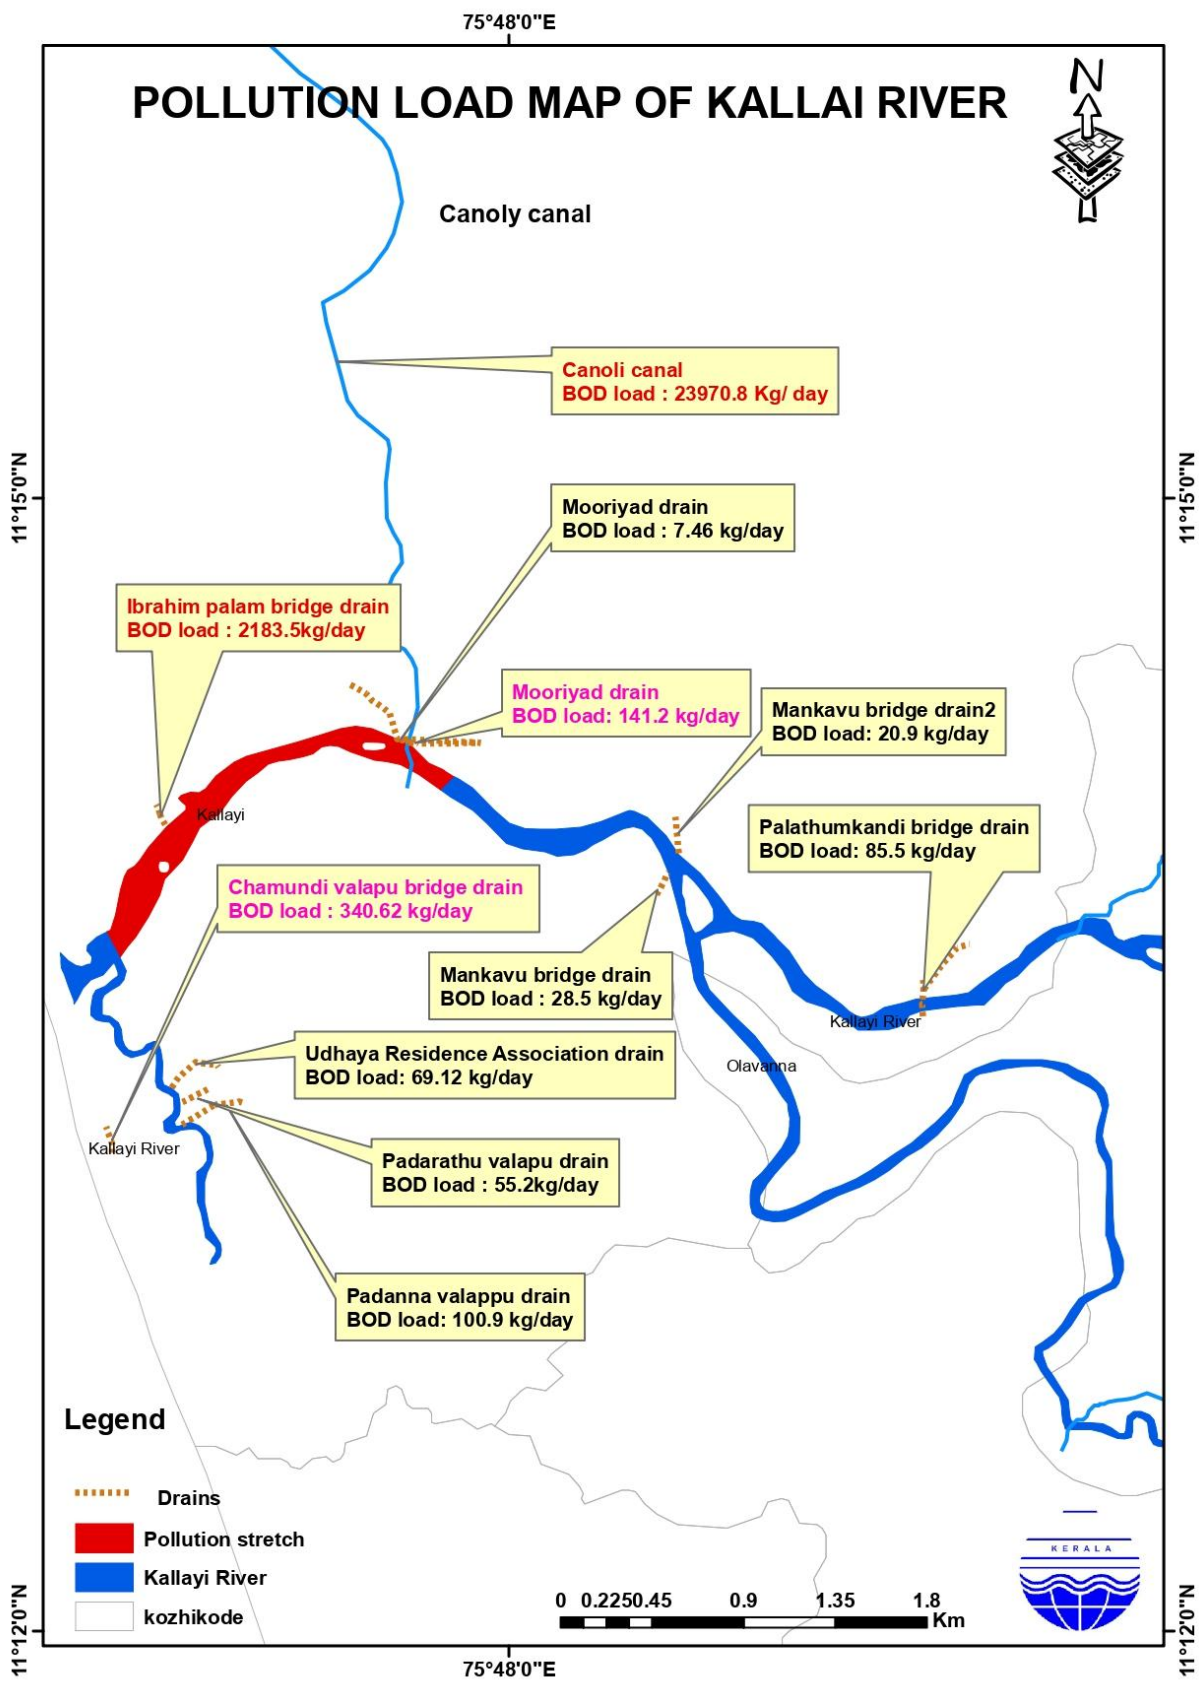 75°48'0"E
POLLUTION LOAD MAP OF KALLAI RIVER
N
Canoly canal
Canoli canal
BOD load : 23970.8 Kg/ day
11°15'0"N
11°15'0"N
Mooriyad drain
BOD load : 7.46 kg/day
Ibrahim palam bridge drain
BOD load : 2183.5kg/day
Mooriyad drain
BOD load: 141.2 kg/day
Mankavu bridge drain2
BOD load: 20.9 kg/day
Kallayi
Palathumkandi bridge drain
BOD load: 85.5 kg/day
Chamundi valapu bridge drain
BOD load : 340.62 kg/day
Mankavu bridge drain
BOD load : 28.5 kg/day
Kallayi River
Udhaya Residence Association drain
BOD load: 69.12 kg/day
Olavanna
Kallayi River
Padarathu valapu drain
BOD load : 55.2kg/day
Padanna valappu drain
BOD load: 100.9 kg/day
Legend
Drains
Pollution stretch
Kallayi River
kozhikode
KERALA
0 0.2250.45 0.9 1.35 1.8
Km
11°12'0"N
11°12'0"N
75°48'0"E